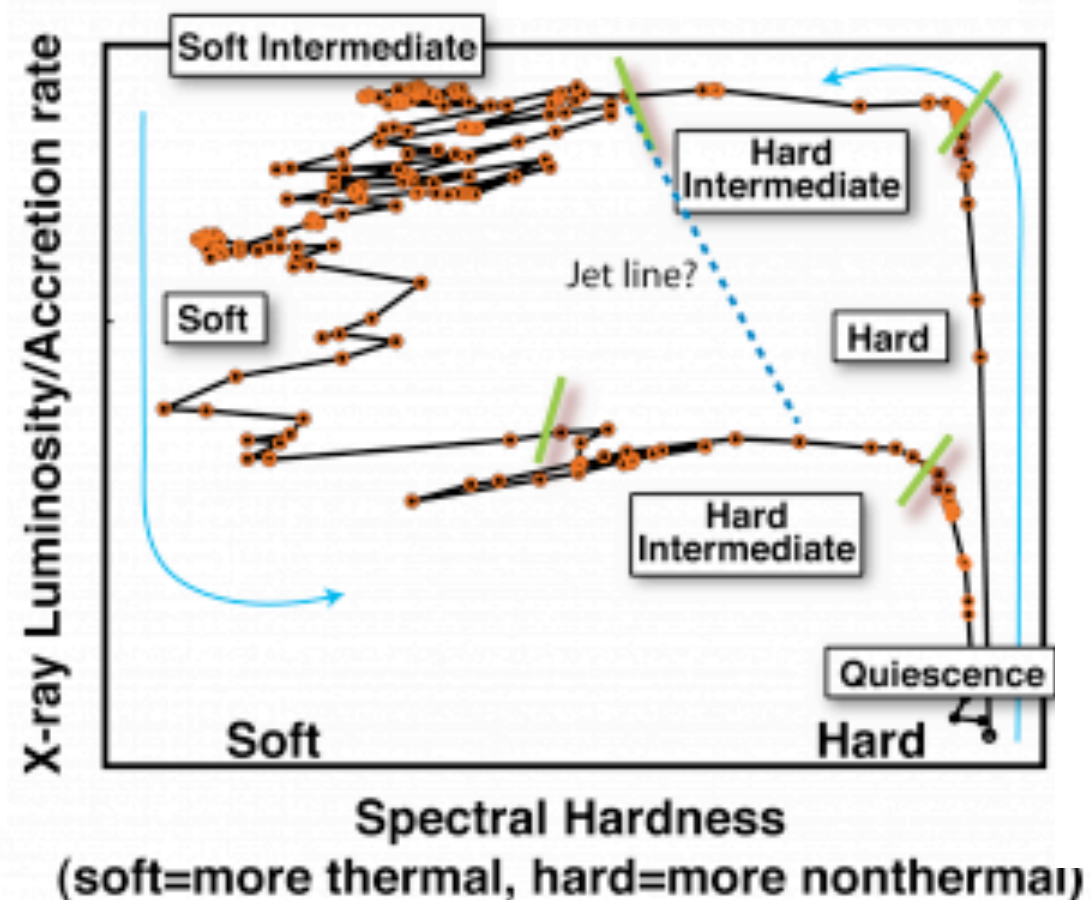 X-ray Luminosity/Accretion rate
Soft Intermediate
Hard
Intermediate
Jet line?
Soft
Hard
Hard
Intermediate
Quiescence
Soft
Hard
Spectral Hardness
(soft=more thermal, hard=more nonthermal)